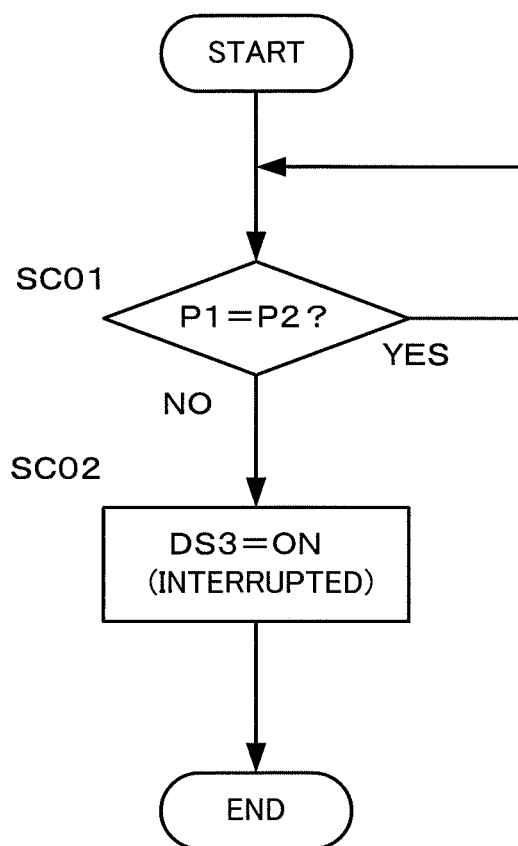 START
SC01
P1=P2?
YES
NO
SC02
DS3=ON
(INTERRUPTED)
END